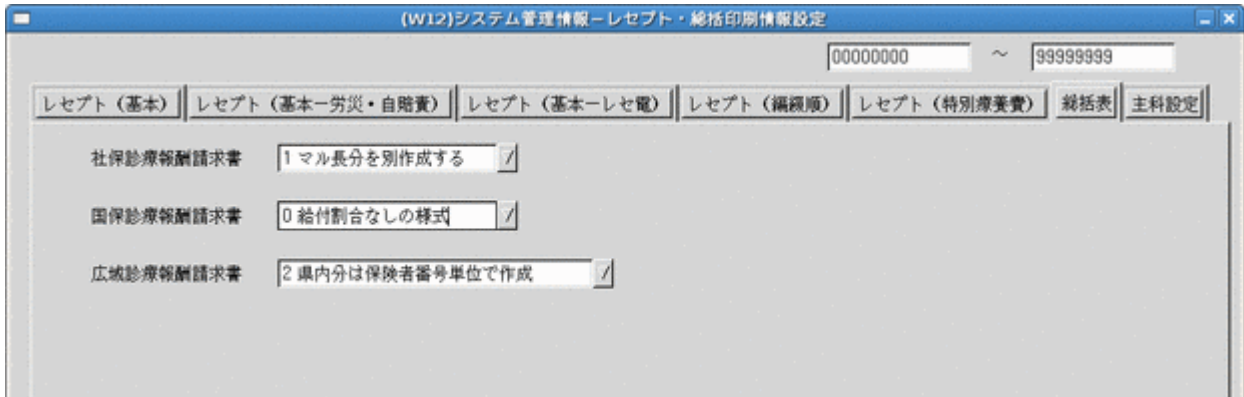 (W12)システム管理情報－レセプト・総括印刷情報設定
00000000 ～ 99999999
レセプト（基本） レセプト（基本ー労災・自賠責） レセプト（基本ーレセ電） レセプト（編綴順） レセプト（特別療養費） 総括表 主科設定
社保診療報酬請求書 1 マル長分を別作成する
国保診療報酬請求書 0 給付割合なしの様式
広域診療報酬請求書 2 県内分は保険者番号単位で作成